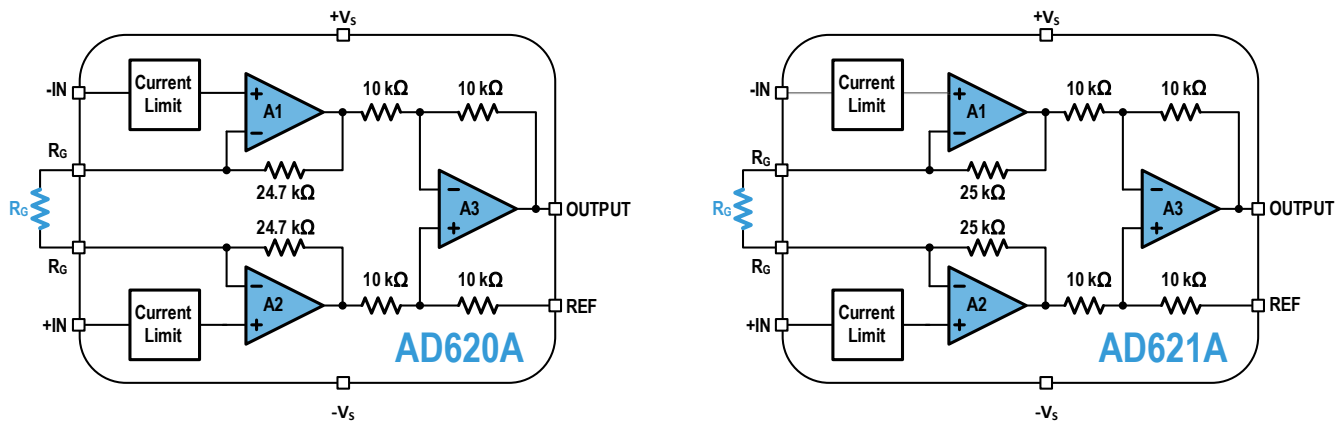 +Vs
-IN
Current
Limit
+
A1
−
10 kΩ
10 kΩ
RG
24.7 kΩ
RG
−
A3
+
OUTPUT
24.7 kΩ
RG
−
A2
+
10 kΩ
10 kΩ
REF
+IN
Current
Limit
AD620A
-Vs
+Vs
-IN
Current
Limit
+
A1
−
10 kΩ
10 kΩ
RG
25 kΩ
RG
−
A3
+
OUTPUT
25 kΩ
RG
−
A2
+
10 kΩ
10 kΩ
REF
+IN
Current
Limit
AD621A
-Vs